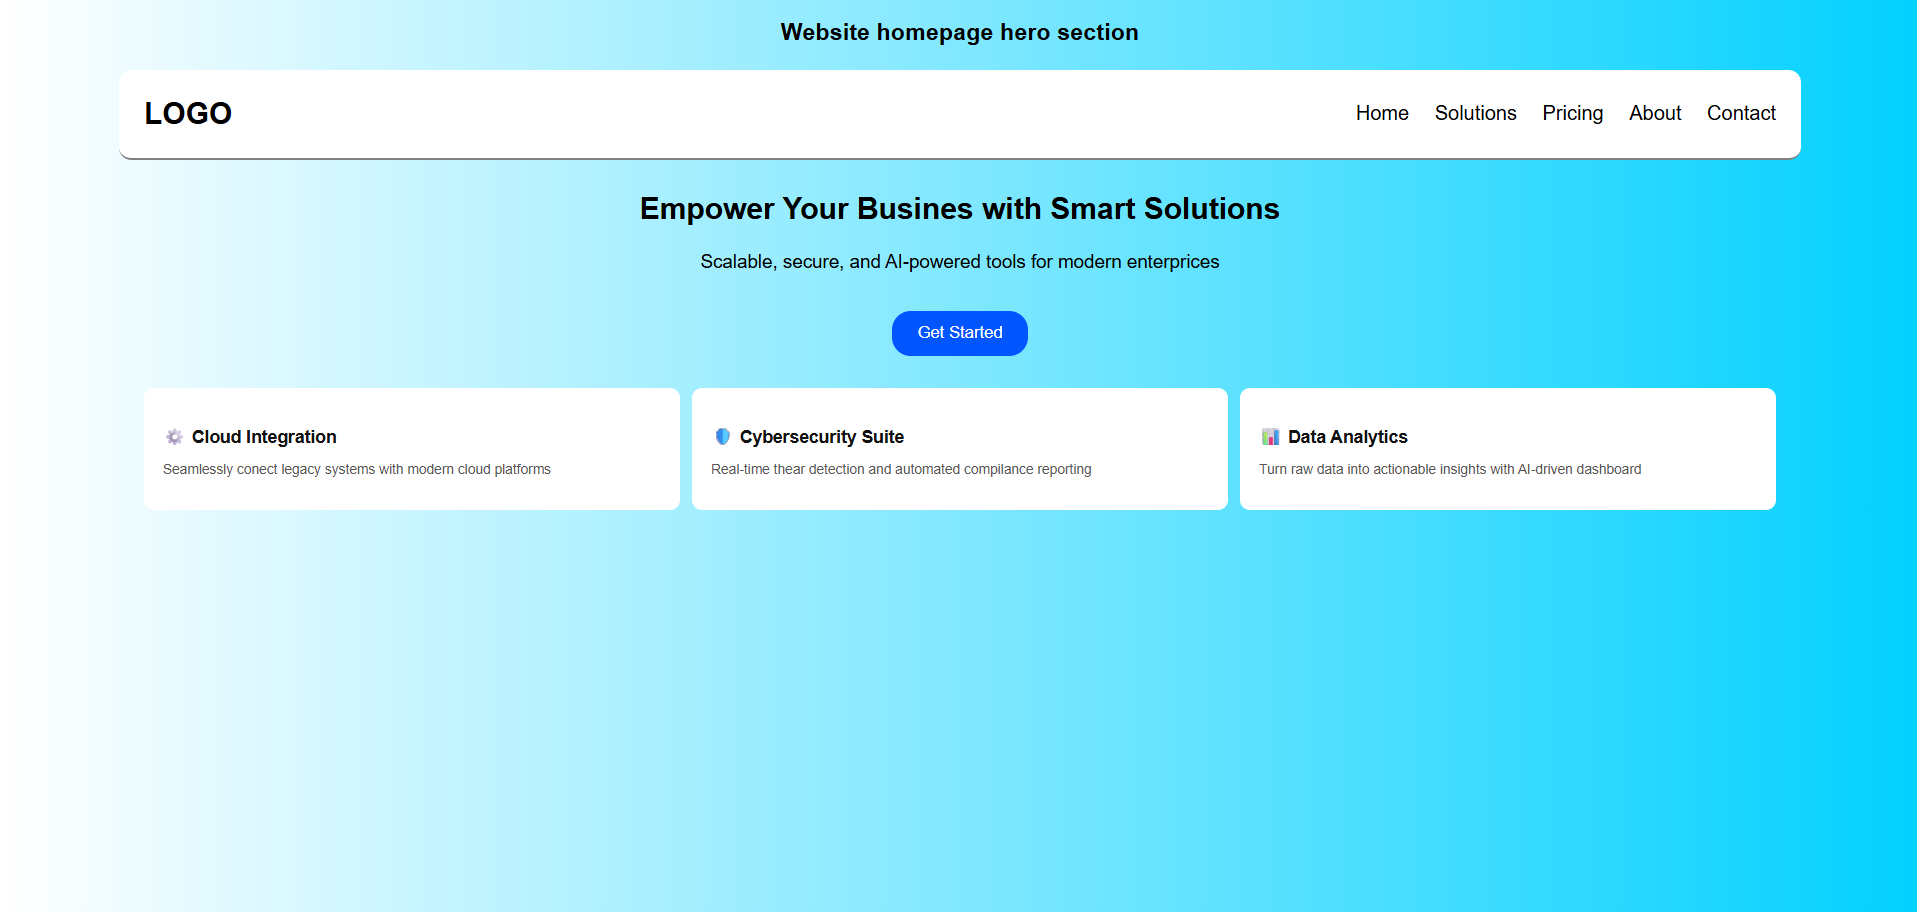 Website homepage hero section
LOGO
Home Solutions Pricing About Contact
Empower Your Busines with Smart Solutions
Scalable, secure, and AI-powered tools for modern enterprices
Get Started
Cloud Integration
Seamlessly conect legacy systems with modern cloud platforms
Cybersecurity Suite
Real-time thear detection and automated compilance reporting
Data Analytics
Turn raw data into actionable insights with AI-driven dashboard